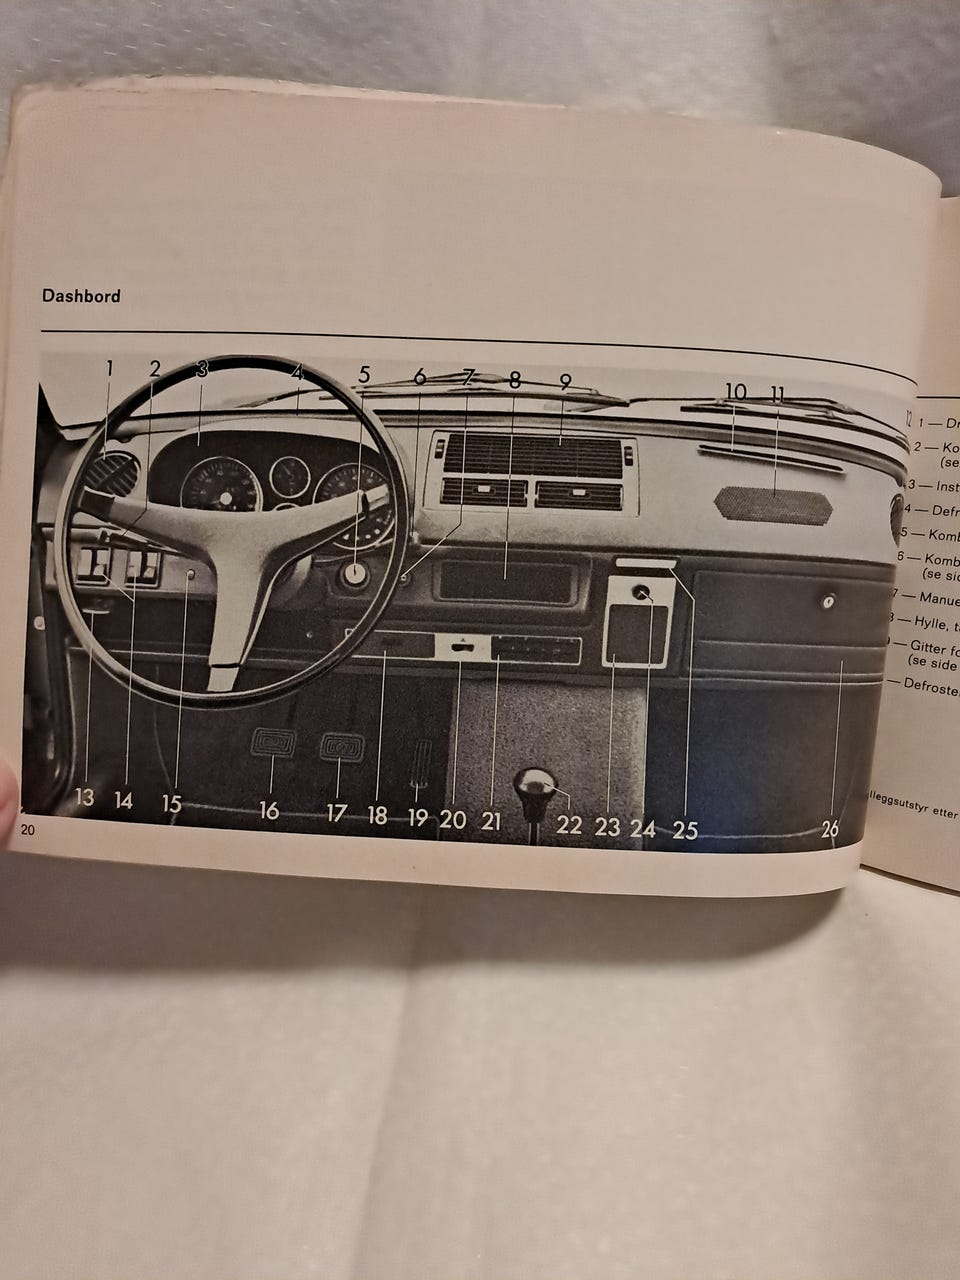 Dashbord
1 2 3 4 5 6 7 8 9 10 11 12
13 14 15 16 17 18 19 20 21 22 23 24 25 26
20
1 —
2 —
(se
3 — Inst
4 — Defr
5 — Komb
6 — Komb
(se sid
7 — Manue
— Hylle,
— Gitter
(se side
— Defroste
lleggsutstyr etter